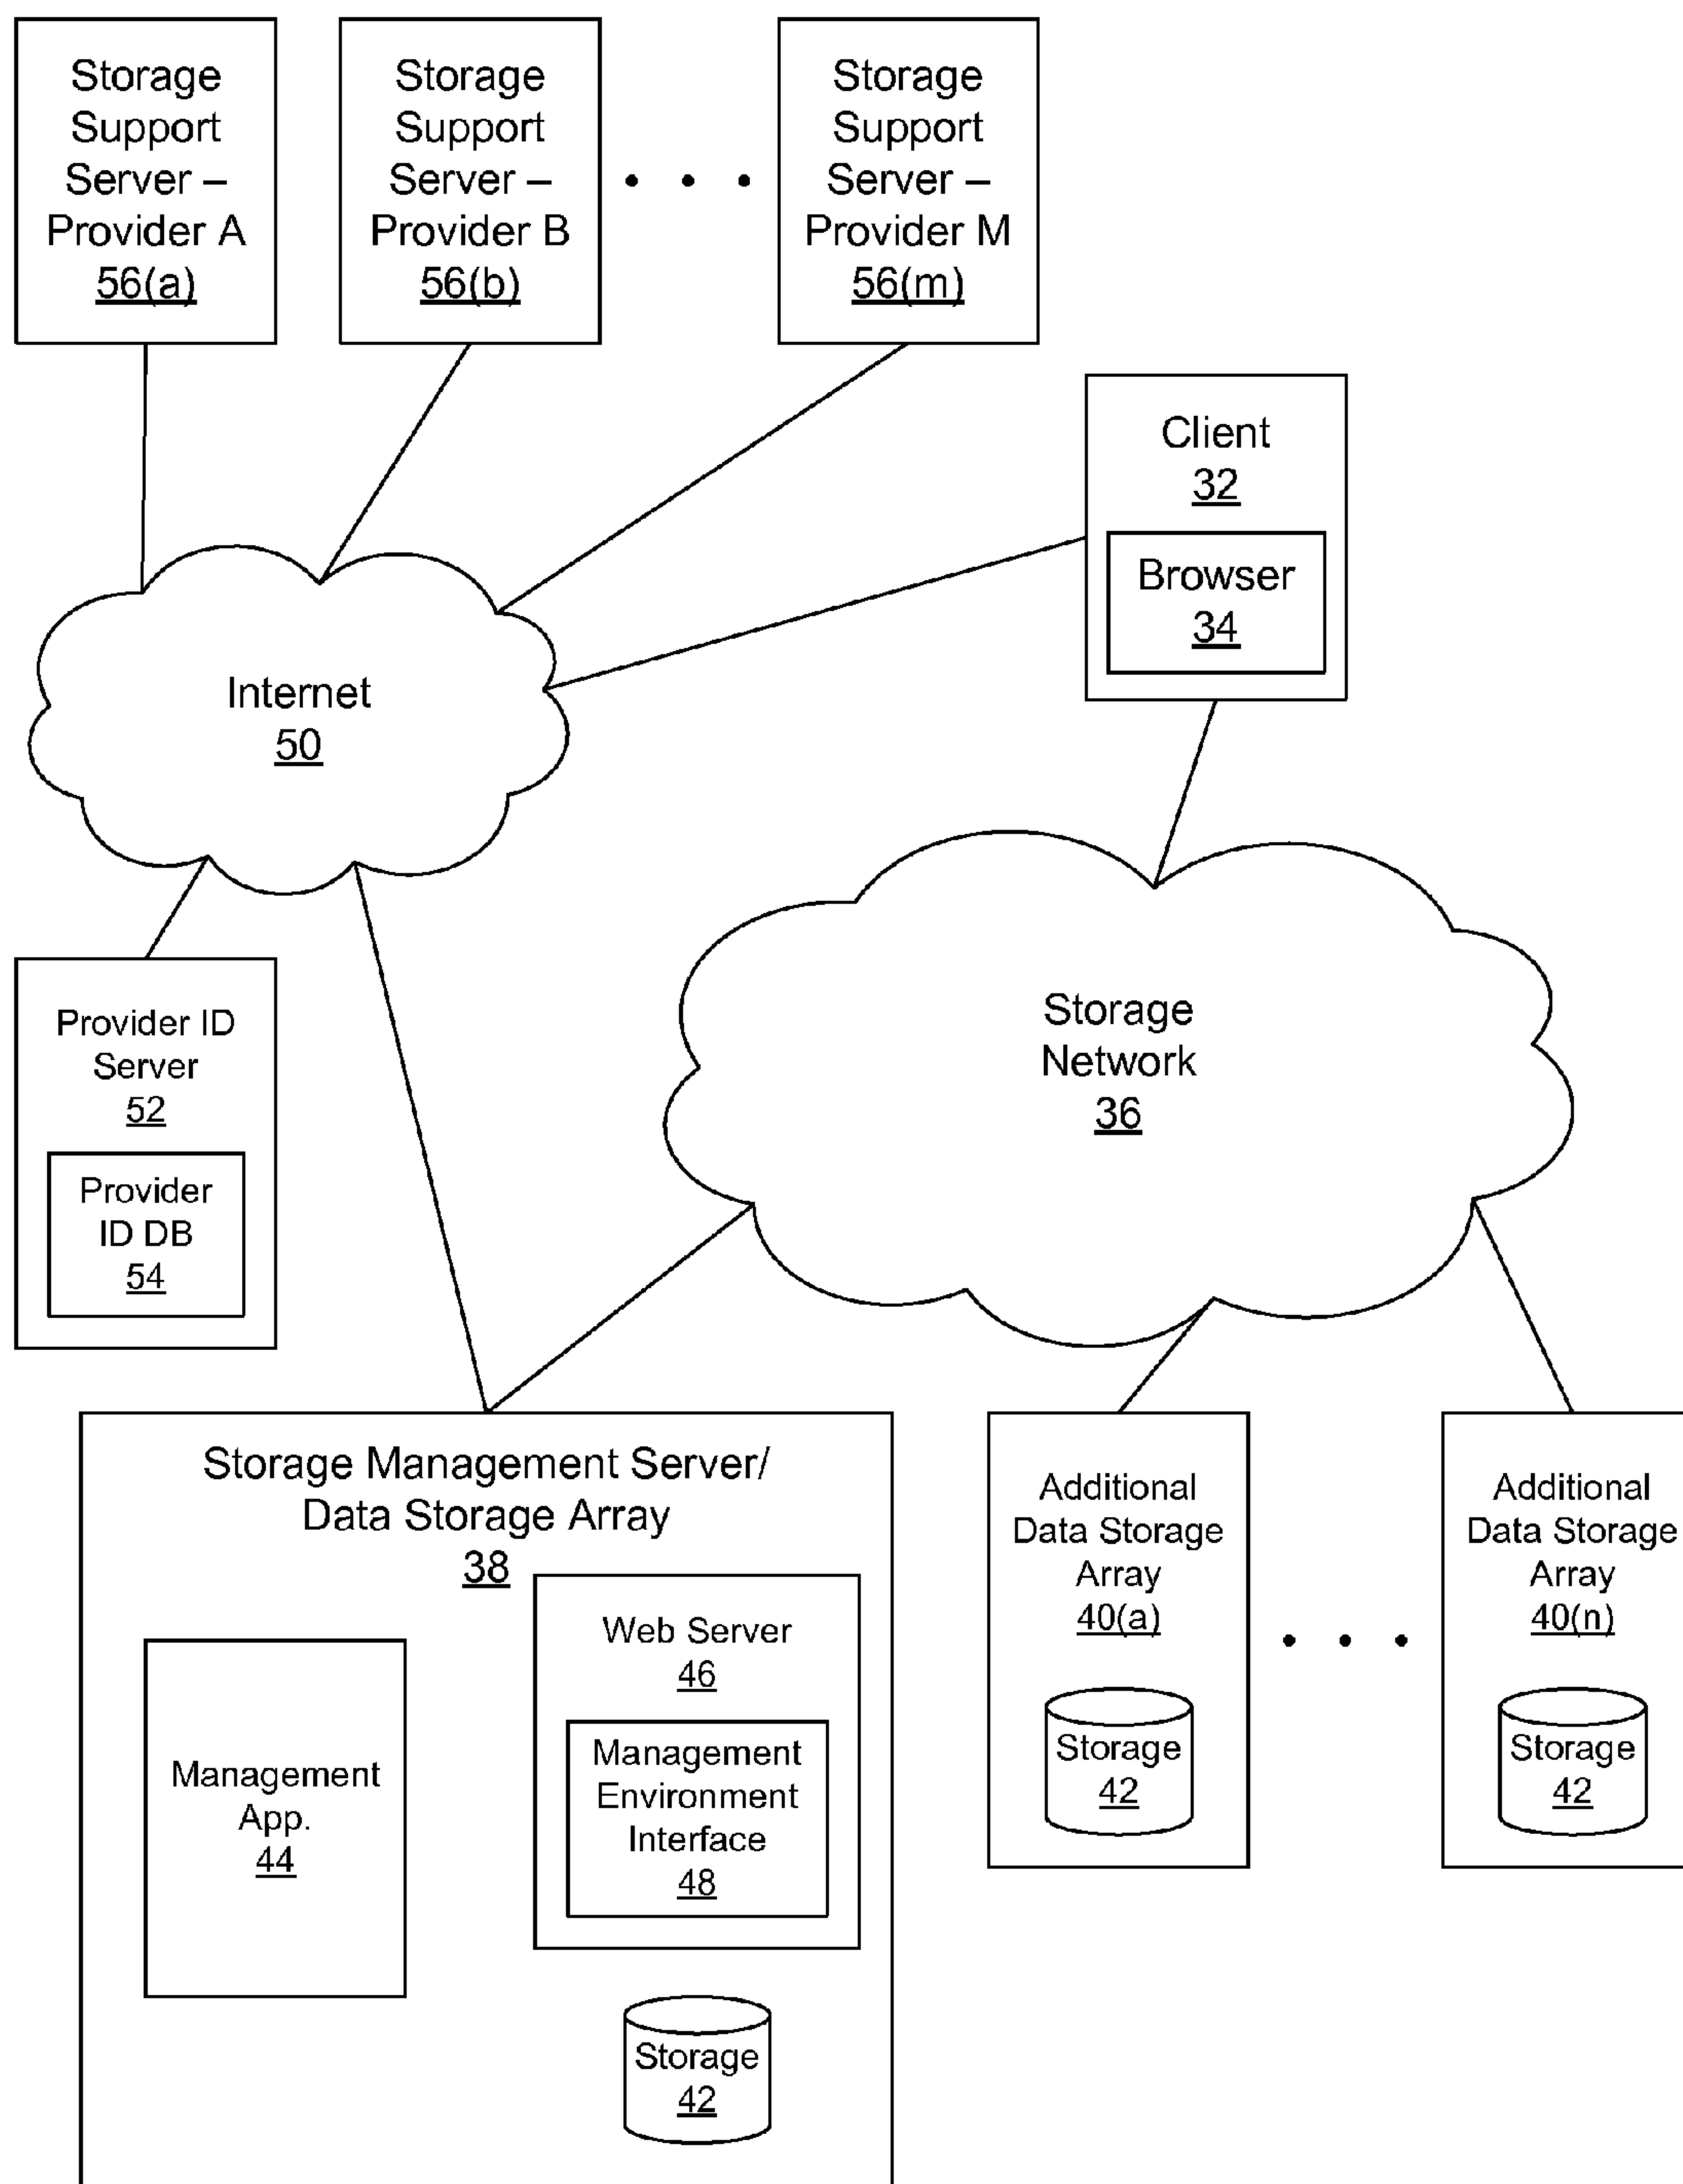 Storage
Support
Server –
Provider A
56(a)
Storage
Support
Server –
Provider B
56(b)
• • •
Storage
Support
Server –
Provider M
56(m)
Client
32
Browser
34
Internet
50
Storage
Network
36
Provider ID
Server
52
Provider
ID DB
54
Storage Management Server/
Data Storage Array
38
Management
App.
44
Web Server
46
Management
Environment
Interface
48
Storage
42
Additional
Data Storage
Array
40(a)
Storage
42
• • •
Additional
Data Storage
Array
40(n)
Storage
42